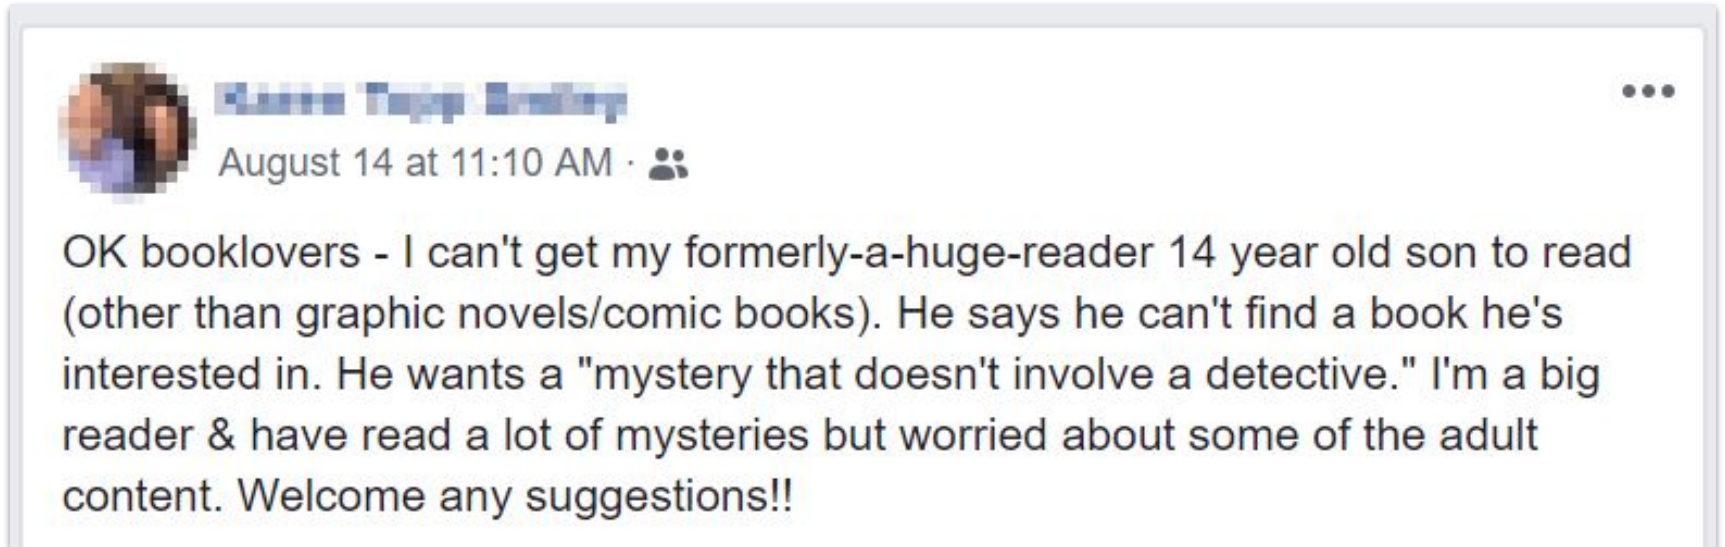 August 14 at 11:10 AM ·
OK booklovers - I can't get my formerly-a-huge-reader 14 year old son to read
(other than graphic novels/comic books). He says he can't find a book he's
interested in. He wants a "mystery that doesn't involve a detective." I'm a big
reader & have read a lot of mysteries but worried about some of the adult
content. Welcome any suggestions!!